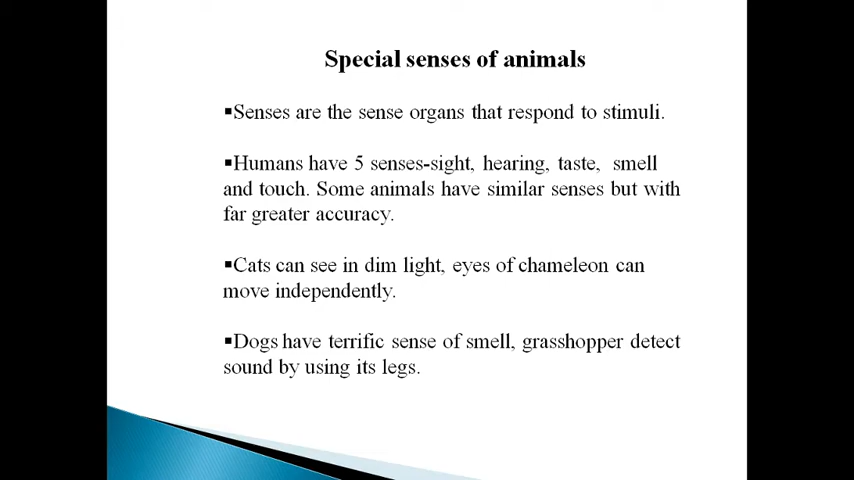 Special senses of animals
▪Senses are the sense organs that respond to stimuli.
▪Humans have 5 senses-sight, hearing, taste, smell
and touch. Some animals have similar senses but with
far greater accuracy.
▪Cats can see in dim light, eyes of chameleon can
move independently.
▪Dogs have terrific sense of smell, grasshopper detect
sound by using its legs.